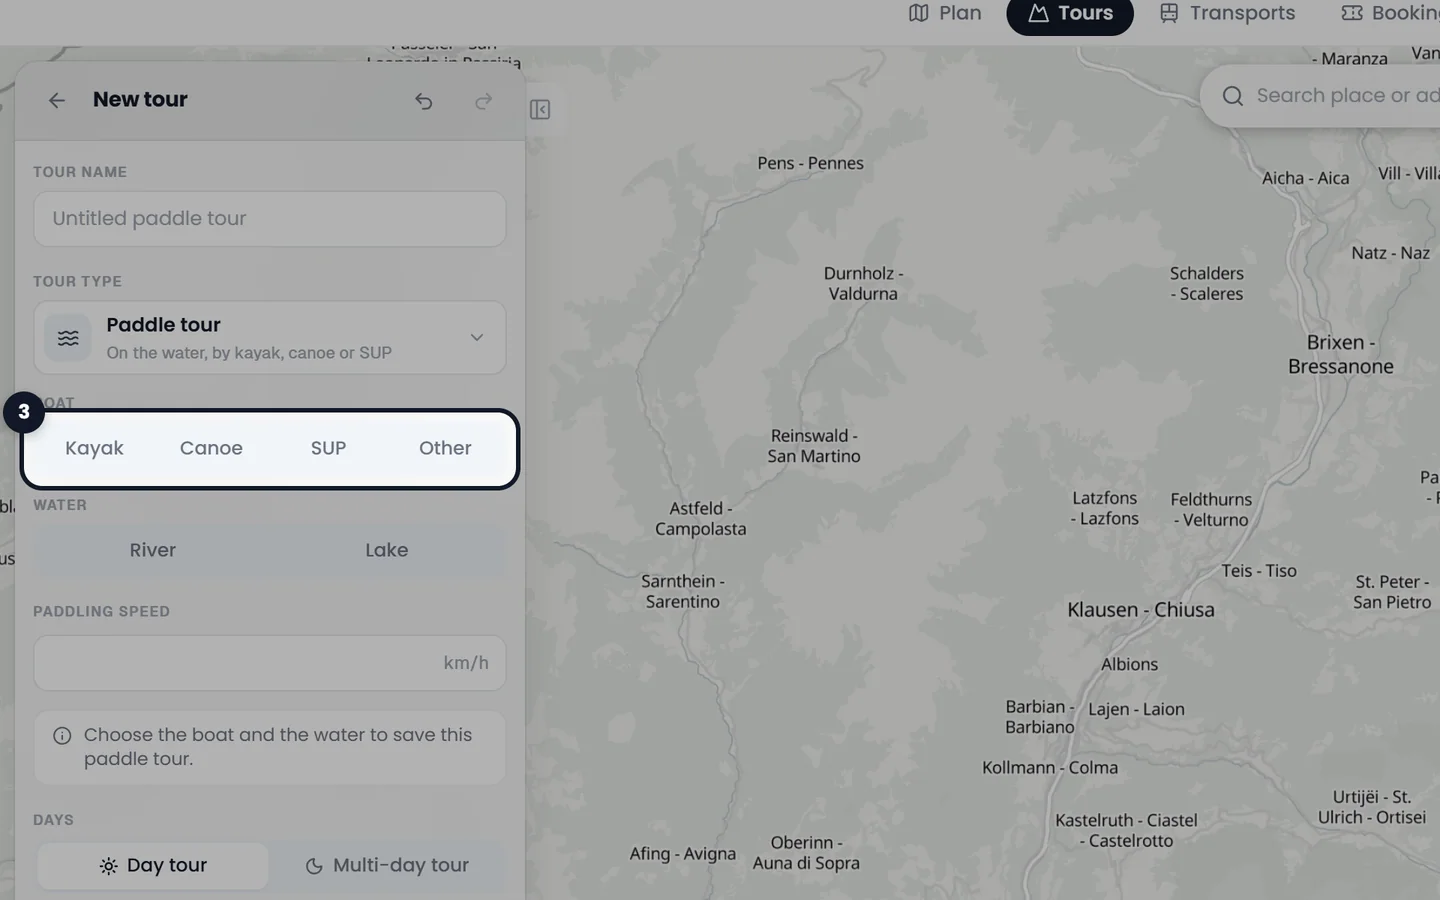 Plan
Tours
Transports
New tour
TOUR NAME
Untitled paddle tour
TOUR TYPE
Paddle tour
On the water, by kayak, canoe or SUP
3
Kayak
Canoe
SUP
Other
WATER
River
Lake
PADDLING SPEED
km/h
Choose the boat and the water to save this
paddle tour.
DAYS
Day tour
Multi-day tour
Search place or ad
- Maranza
Pens - Pennes
Aicha - Aica
Durnholz -
Valdurna
Schalders
- Scaleres
Natz - Naz
Brixen -
Bressanone
Reinswald -
San Martino
Latzfons
- Lazfons
Feldthurns
- Velturno
Astfeld -
Campolasta
Teis - Tiso
Sarnthein -
Sarentino
St. Peter -
San Pietro
Klausen - Chiusa
Albions
Barbian -
Barbiano
Lajen - Laion
Kollmann - Colma
Urtijëi - St.
Ulrich - Ortisei
Kastelruth - Ciastel
- Castelrotto
Afing - Avigna
Oberinn -
Auna di Sopra